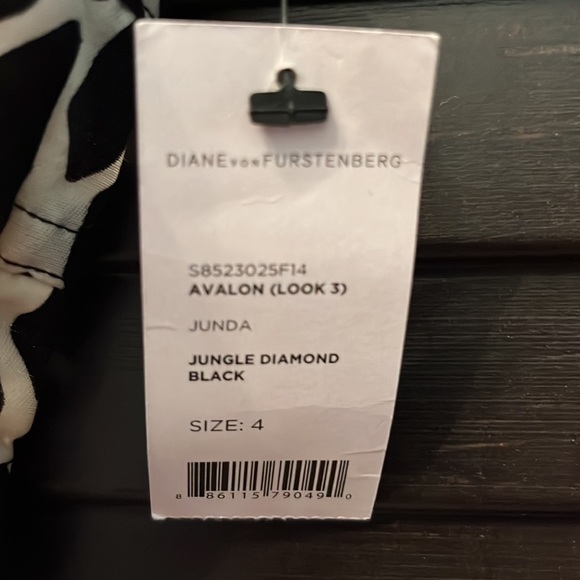 DIANE VON FURSTENBERG
S8523025F14
AVALON (LOOK 3)
JUNDA
JUNGLE DIAMOND
BLACK
SIZE: 4
8 86115 79049 0